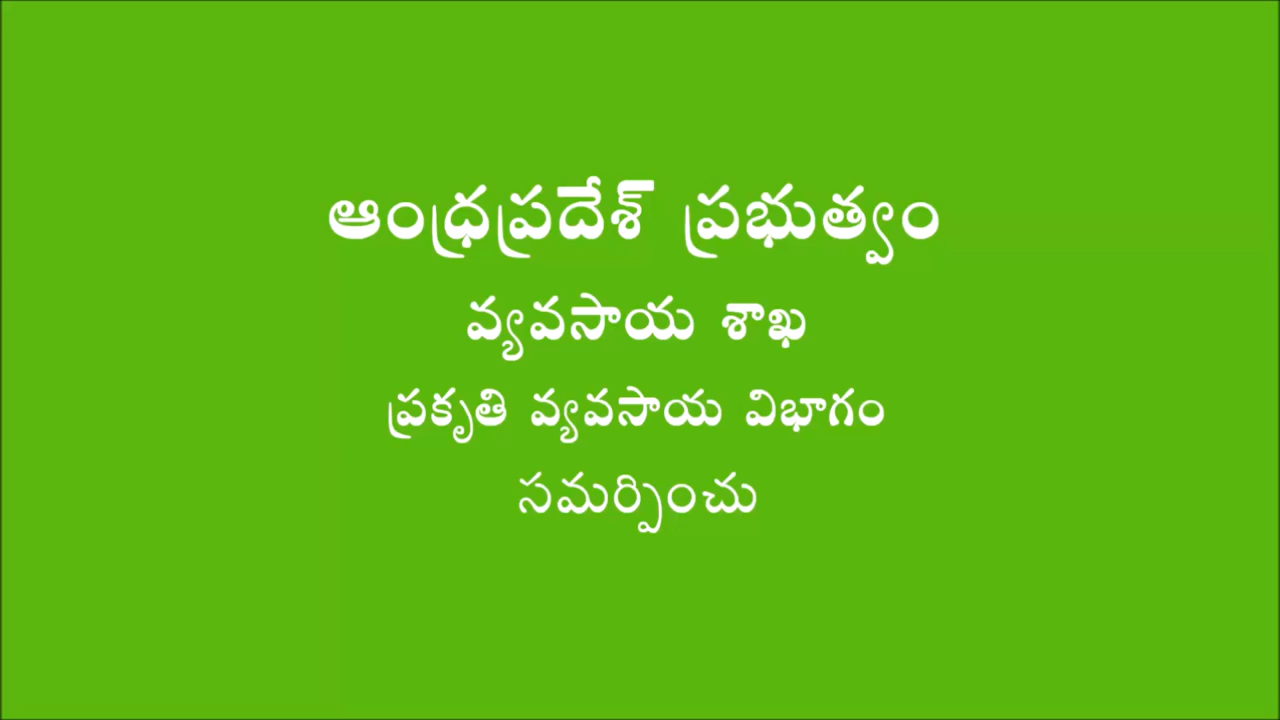 ఆంధ్రప్రదేశ్ ప్రభుత్వం
వ్యవసాయ శాఖ
ప్రకృతి వ్యవసాయ విభాగం
సమర్పించు